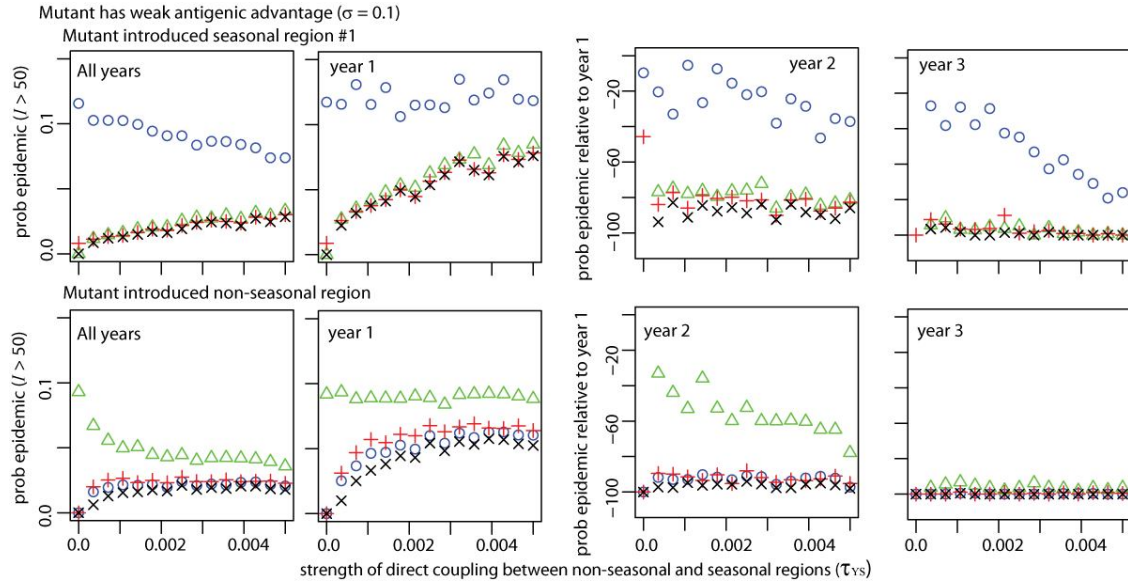 Mutant has weak antigenic advantage (σ = 0.1)
Mutant introduced seasonal region #1
prob epidemic (I > 50)
0.1
0.0
All years
year 1
prob epidemic relative to year 1
−20
−60
−100
year 2
year 3
Mutant introduced non-seasonal region
prob epidemic (I > 50)
0.1
0.0
All years
year 1
prob epidemic relative to year 1
−20
−60
−100
year 2
year 3
0.0 0.002 0.004 0.0 0.002 0.004 0.0 0.002 0.004 0.0 0.002 0.004
strength of direct coupling between non-seasonal and seasonal regions (τYS)